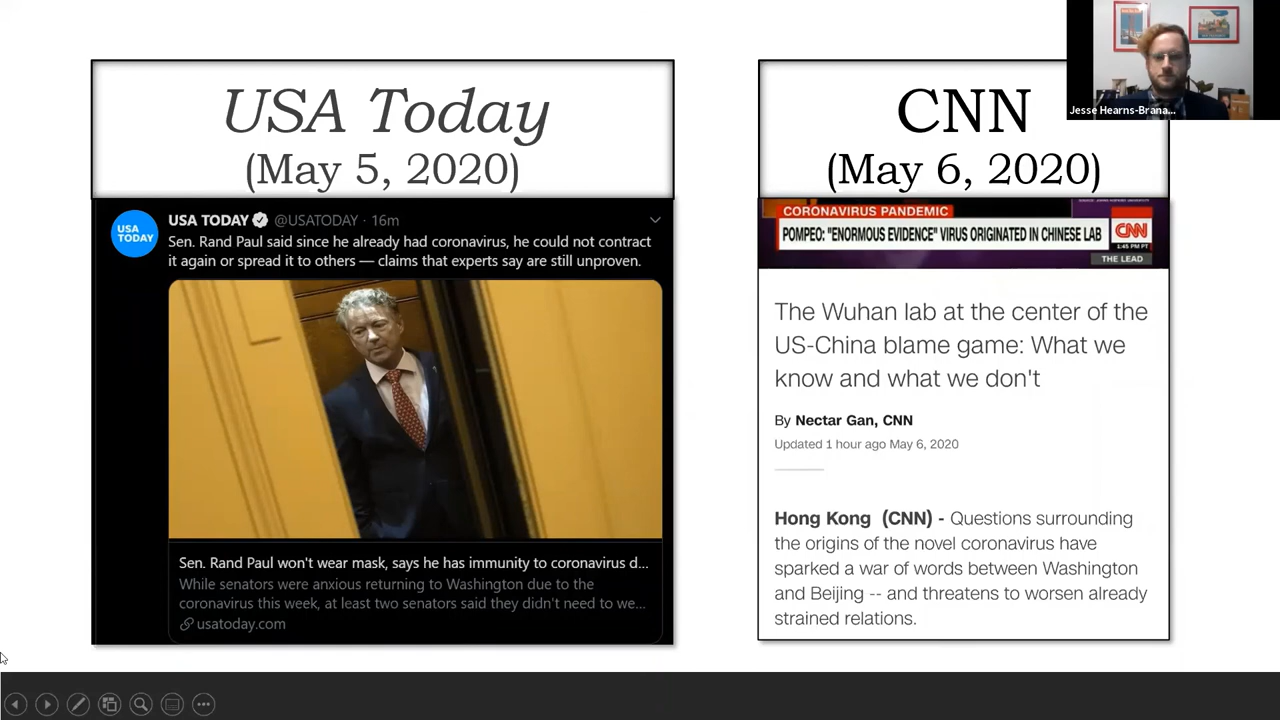 USA Today
(May 5, 2020)
USA TODAY @USATODAY · 16m
USA
TODAY
Sen. Rand Paul said since he already had coronavirus, he could not contract
it again or spread it to others — claims that experts say are still unproven.
Sen. Rand Paul won't wear mask, says he has immunity to coronavirus d...
While senators were anxious returning to Washington due to the
coronavirus this week, at least two senators said they didn't need to we...
usatoday.com
CNN
(May 6, 2020)
CORONAVIRUS PANDEMIC
POMPEO: "ENORMOUS EVIDENCE" VIRUS ORIGINATED IN CHINESE LAB
CNN
1:45 PM PT
THE LEAD
The Wuhan lab at the center of the
US-China blame game: What we
know and what we don't
By Nectar Gan, CNN
Updated 1 hour ago May 6, 2020
Hong Kong (CNN) - Questions surrounding
the origins of the novel coronavirus have
sparked a war of words between Washington
and Beijing -- and threatens to worsen already
strained relations.
Jesse Hearns-Brana...